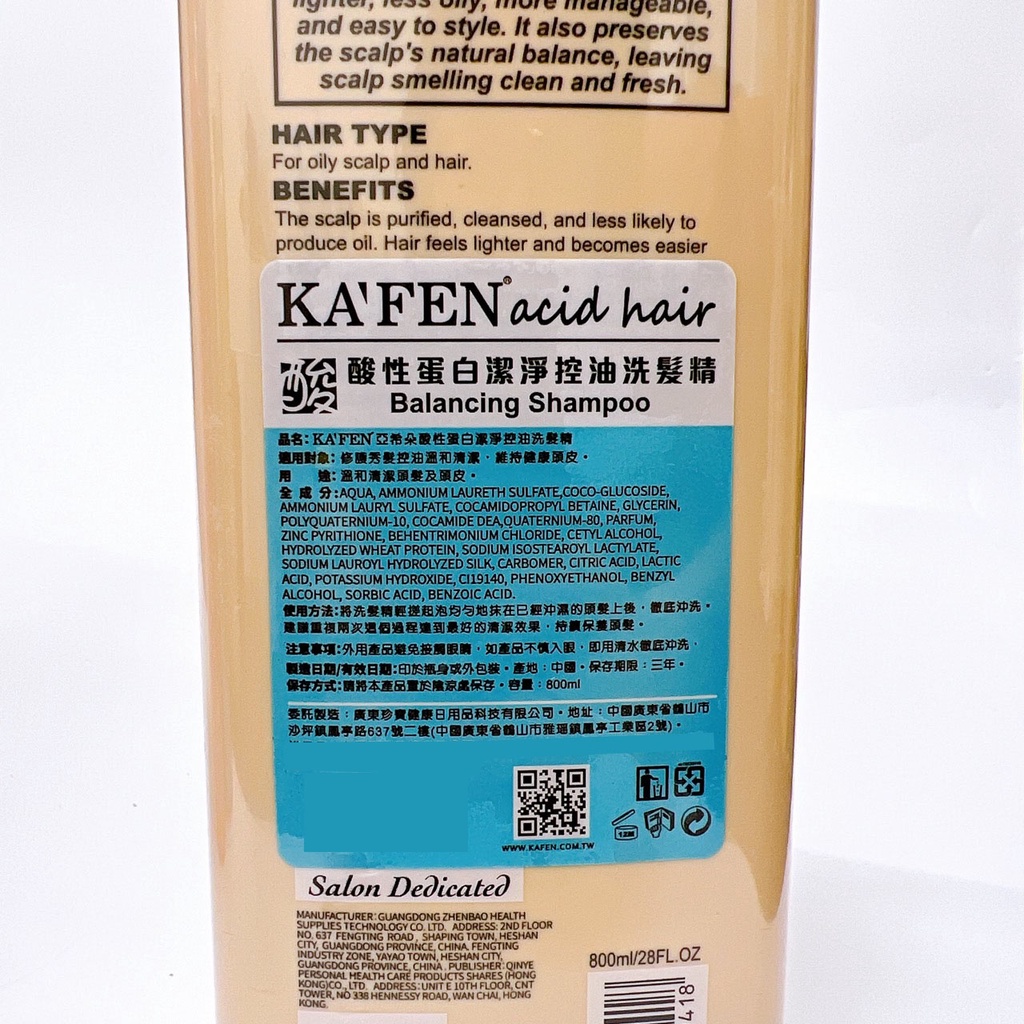 lighter, less oily, more manageable,
and easy to style. It also preserves
the scalp's natural balance, leaving
scalp smelling clean and fresh.
HAIR TYPE
For oily scalp and hair.
BENEFITS
The scalp is purified, cleansed, and less likely to
produce oil. Hair feels lighter and becomes easier
KA'FEN® acid hair
酸 酸性蛋白潔淨控油洗髮精
Balancing Shampoo
品名: KA'FEN 亞希朵酸性蛋白潔淨控油洗髮精
適用對象: 修護秀髮控油溫和清潔，維持健康頭皮。
用 途: 溫和清潔頭髮及頭皮。
全 成 分:AQUA, AMMONIUM LAURETH SULFATE,COCO-GLUCOSIDE,
AMMONIUM LAURYL SULFATE, COCAMIDOPROPYL BETAINE, GLYCERIN,
POLYQUATERNIUM-10, COCAMIDE DEA,QUATERNIUM-80, PARFUM,
ZINC PYRITHIONE, BEHENTRIMONIUM CHLORIDE, CETYL ALCOHOL,
HYDROLYZED WHEAT PROTEIN, SODIUM ISOSTEAROYL LACTYLATE,
SODIUM LAUROYL HYDROLYZED SILK, CARBOMER, CITRIC ACID, LACTIC
ACID, POTASSIUM HYDROXIDE, CI19140, PHENOXYETHANOL, BENZYL
ALCOHOL, SORBIC ACID, BENZOIC ACID.
使用方法:將洗髮精輕搓起泡均勻地抹在已經沖濕的頭髮上後，徹底沖洗。
建議重複兩次這個過程達到最好的清潔效果，持續保養頭髮。
注意事項:外用產品避免接觸眼睛，如產品不慎入眼，即用清水徹底沖洗。
製造日期/有效日期:印於瓶身或外包裝。產地：中國。保存期限：三年。
保存方式:請將本產品置於陰涼處保存。容量：800ml
委託製造：廣東珍寶健康日用品科技有限公司。地址：中國廣東省鶴山市
沙坪鎮鳳亭路637號二樓(中國廣東省鶴山市雅瑤鎮鳳亭工業區2號)。
12M
WWW.KAFEN.COM.TW
Salon Dedicated
MANUFACTURER: GUANGDONG ZHENBAO HEALTH
SUPPLIES TECHNOLOGY CO. LTD. ADDRESS: 2ND FLOOR
NO. 637 FENGTING ROAD , SHAPING TOWN, HESHAN
CITY, GUANGDONG PROVINCE, CHINA. FENGTING
INDUSTRY ZONE, YAYAO TOWN, HESHAN CITY,
GUANGDONG PROVINCE, CHINA . PUBLISHER: QINYE
PERSONAL HEALTH CARE PRODUCTS SHARES (HONG
KONG)CO., LTD. ADDRESS:UNIT E 10TH FLOOR, CNT
TOWER, NO 338 HENNESSY ROAD, WAN CHAI, HONG
KONG.
800ml/28FL.OZ
418